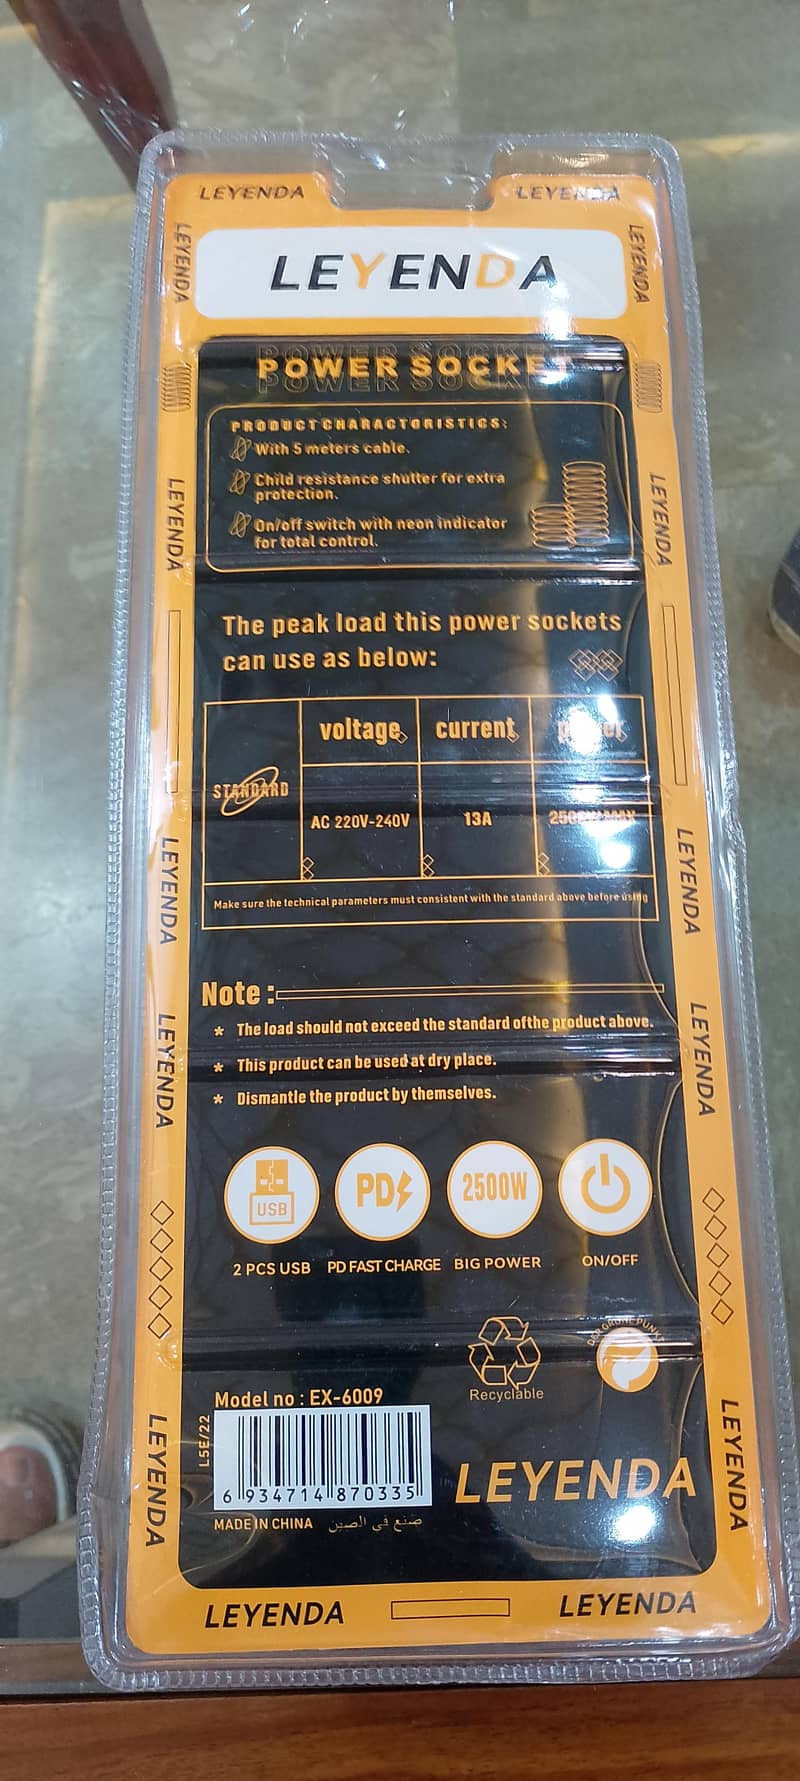 LEYENDA
LEYENDA
LEYENDA
LEYENDA
LEYENDA
POWER SOCKET
PRODUCT CHARACTORISTICS:
With 5 meters cable.
Child resistance shutter for extra
protection.
On/off switch with neon indicator
for total control.
LEYENDA
LEYENDA
The peak load this power sockets
can use as below:
voltage
current
STANDARD
AC 220V-240V
13A
Make sure the technical parameters must consistent with the standard above before using
LEYENDA
LEYENDA
Note :
* The load should not exceed the standard ofthe product above.
* This product can be used at dry place.
* Dismantle the product by themselves.
LEYENDA
LEYENDA
USB
PD
2500W
2 PCS USB
PD FAST CHARGE
BIG POWER
ON/OFF
DER GRÜNE PUNKT
Recyclable
Model no : EX-6009
L5E/22
6 934714 870335
MADE IN CHINA صنع في الصين
LEYENDA
LEYENDA
LEYENDA
LEYENDA
LEYENDA